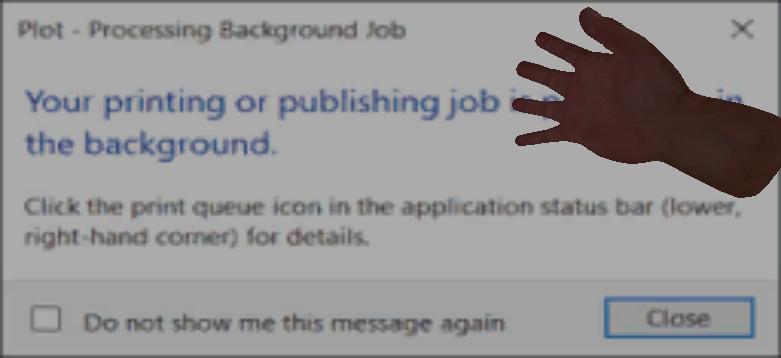 Plot - Processing Background Job
Your printing or publishing job is in
the background.
Click the print queue icon in the application status bar (lower,
right-hand corner) for details.
Do not show me this message again
Close